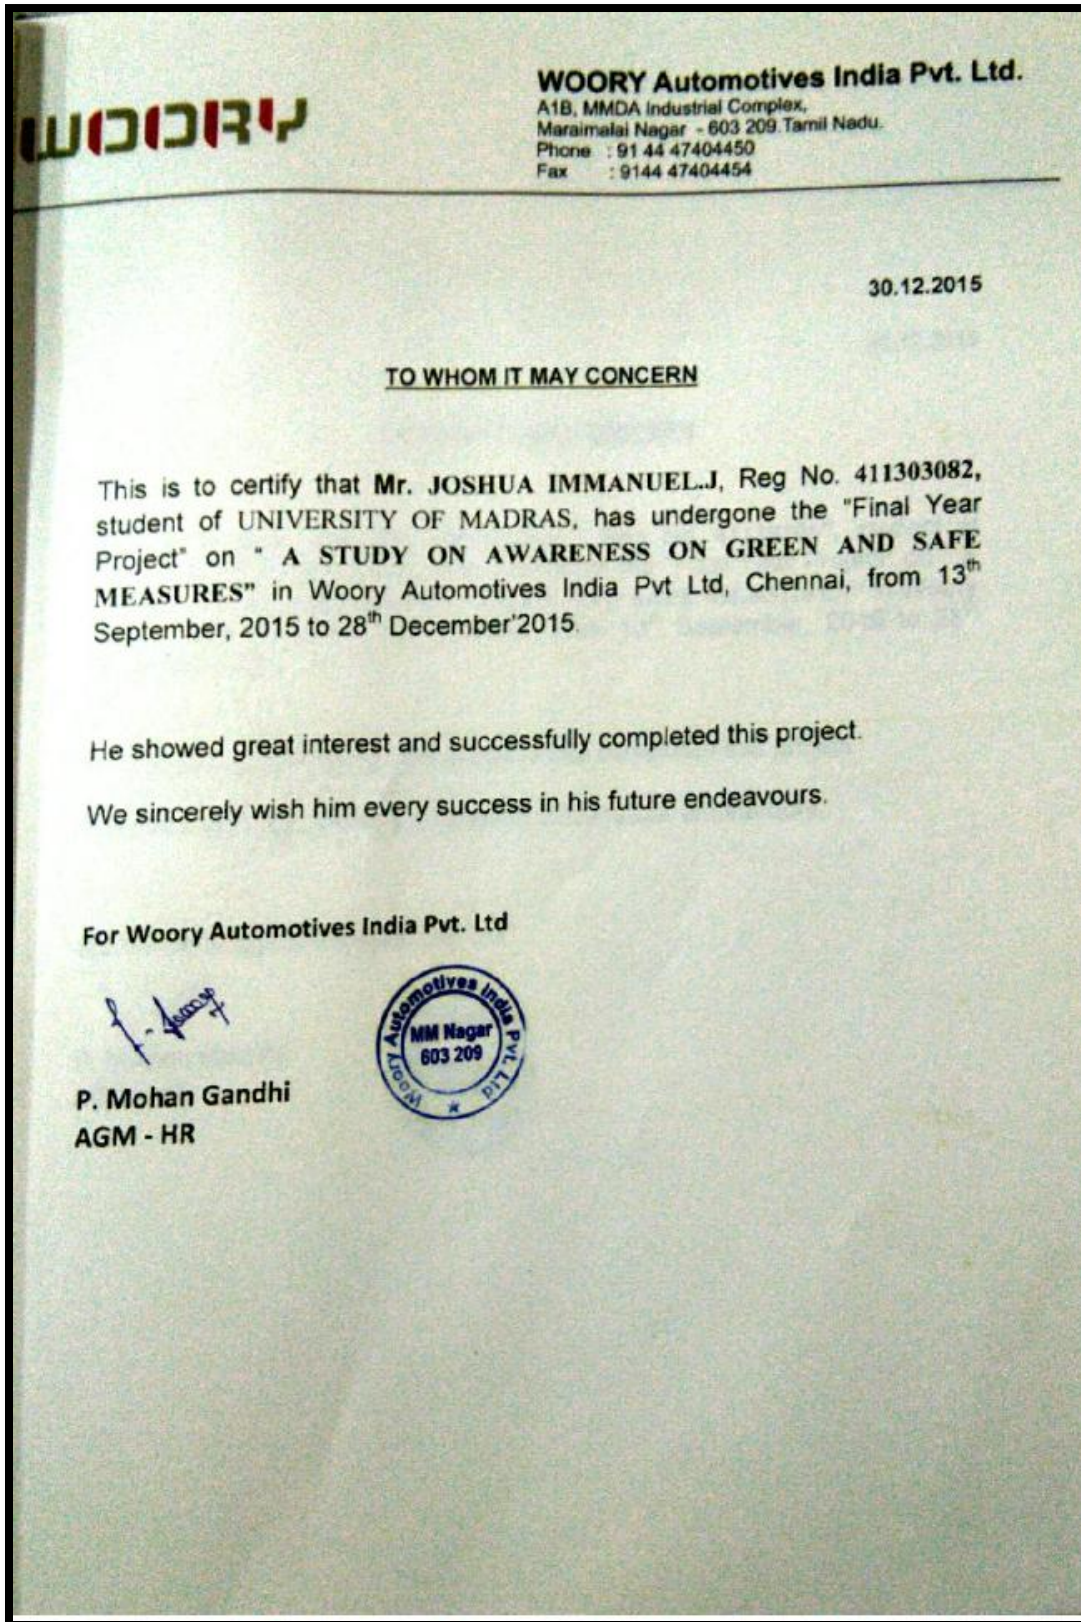 WOORY
WOORY Automotives India Pvt. Ltd.
A1B, MMDA Industrial Complex,
Maraimalai Nagar - 603 209.Tamil Nadu.
Phone : 91 44 47404450
Fax : 9144 47404454
30.12.2015
TO WHOM IT MAY CONCERN
This is to certify that Mr. JOSHUA IMMANUEL.J, Reg No. 411303082,
student of UNIVERSITY OF MADRAS, has undergone the "Final Year
Project" on " A STUDY ON AWARENESS ON GREEN AND SAFE
MEASURES" in Woory Automotives India Pvt Ltd, Chennai, from 13th
September, 2015 to 28th December'2015.
He showed great interest and successfully completed this project.
We sincerely wish him every success in his future endeavours.
For Woory Automotives India Pvt. Ltd
Woory Automotives India Pvt. Ltd
MM Nagar
603 209
P. Mohan Gandhi
AGM - HR